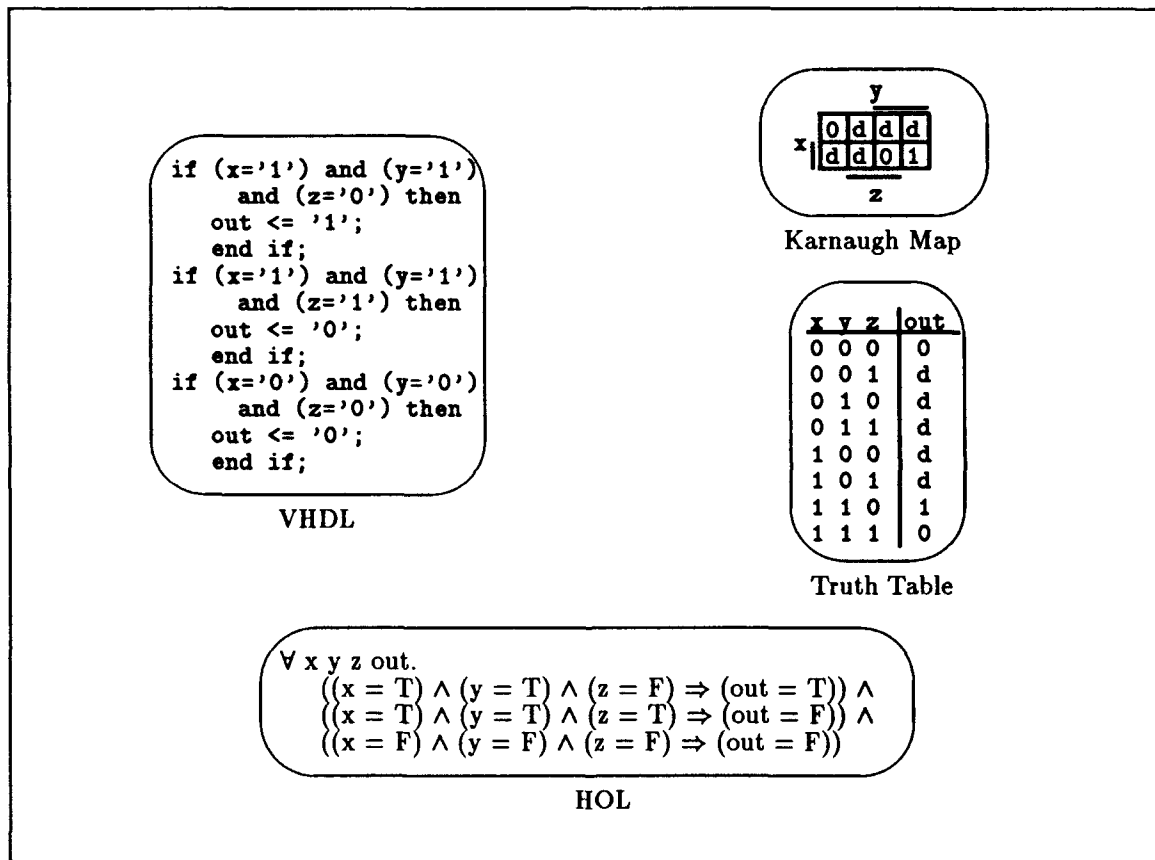 if (x='1') and (y='1')
and (z='0') then
out <= '1';
end if;
if (x='1') and (y='1')
and (z='1') then
out <= '0';
end if;
if (x='0') and (y='0')
and (z='0') then
out <= '0';
end if;
VHDL
y
x
0 d d d
d d 0 1
z
Karnaugh Map
x y z out
0 0 0 0
0 0 1 d
0 1 0 d
0 1 1 d
1 0 0 d
1 0 1 d
1 1 0 1
1 1 1 0
Truth Table
∀ x y z out.
((x = T) ∧ (y = T) ∧ (z = F) ⇒ (out = T)) ∧
((x = T) ∧ (y = T) ∧ (z = T) ⇒ (out = F)) ∧
((x = F) ∧ (y = F) ∧ (z = F) ⇒ (out = F))
HOL